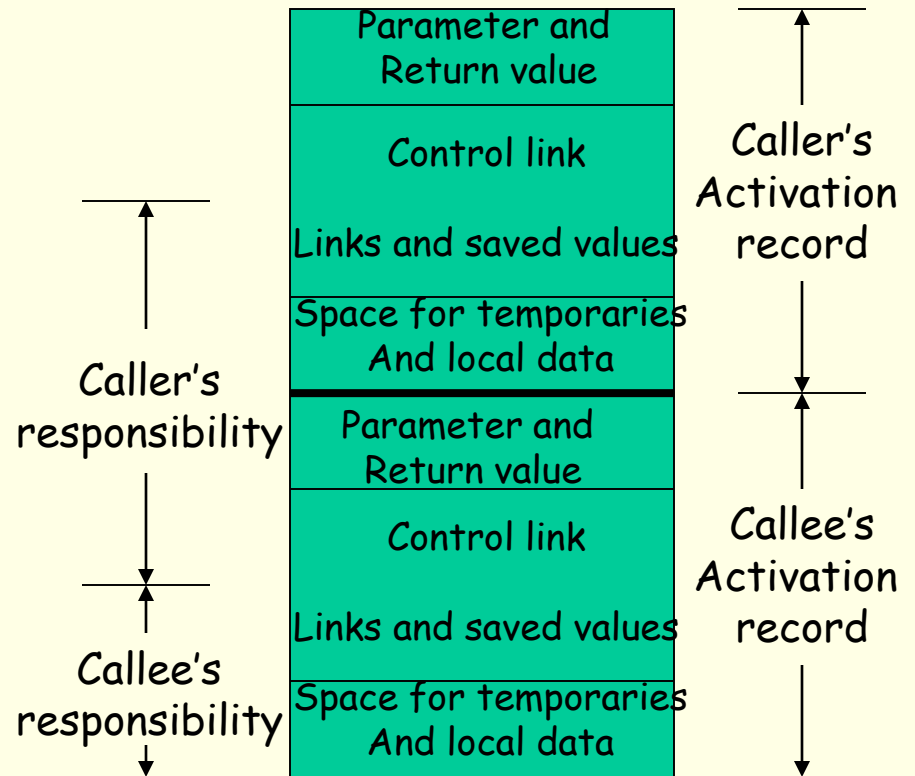 Parameter and
Return value
Control link
Links and saved values
Space for temporaries
And local data
Parameter and
Return value
Control link
Links and saved values
Space for temporaries
And local data
Caller's
responsibility
Callee's
responsibility
Caller's
Activation
record
Callee's
Activation
record